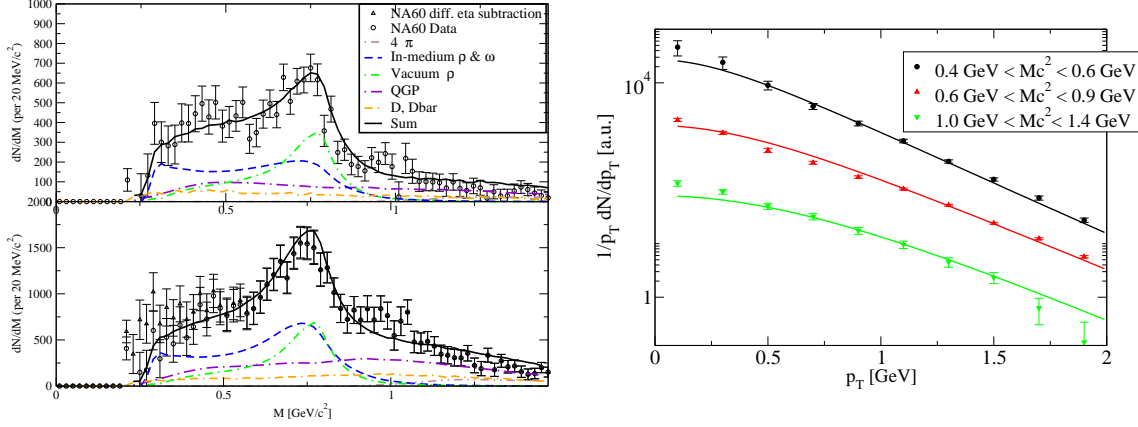 1000
900
800
700
600
500
400
300
200
100
dN/dM (per 20 MeV/c²)
NA60 diff. eta subtraction
NA60 Data
4 π
In-medium ρ & ω
Vacuum ρ
QGP
D, Dbar
Sum
0
0.5
1
2000
1500
1000
500
0
dN/dM (per 20 MeV/c²)
0
0.5
1
M [GeV/c²]
10⁴
1
1/p_T dN/dp_T [a.u.]
0.4 GeV < Mc² < 0.6 GeV
0.6 GeV < Mc² < 0.9 GeV
1.0 GeV < Mc² < 1.4 GeV
0
0.5
1
1.5
2
p_T [GeV]